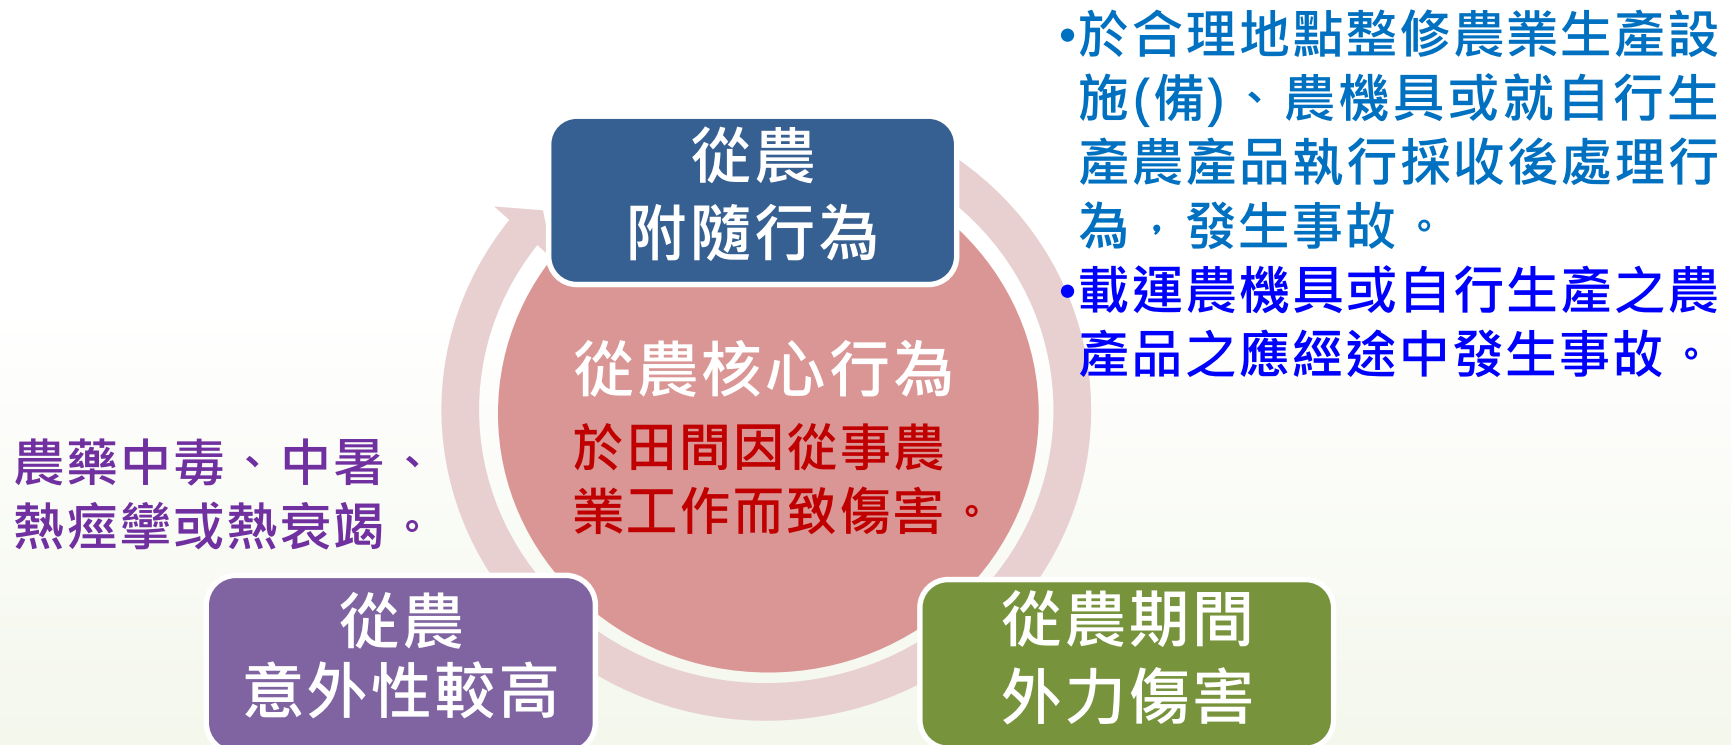 從農
附隨行為
•於合理地點整修農業生產設
施(備)、農機具或就自行生
產農產品執行採收後處理行
為，發生事故。
•載運農機具或自行生產之農
產品之應經途中發生事故。
從農核心行為
於田間因從事農
業工作而致傷害。
農藥中毒、中暑、
熱痙攣或熱衰竭。
從農
意外性較高
從農期間
外力傷害